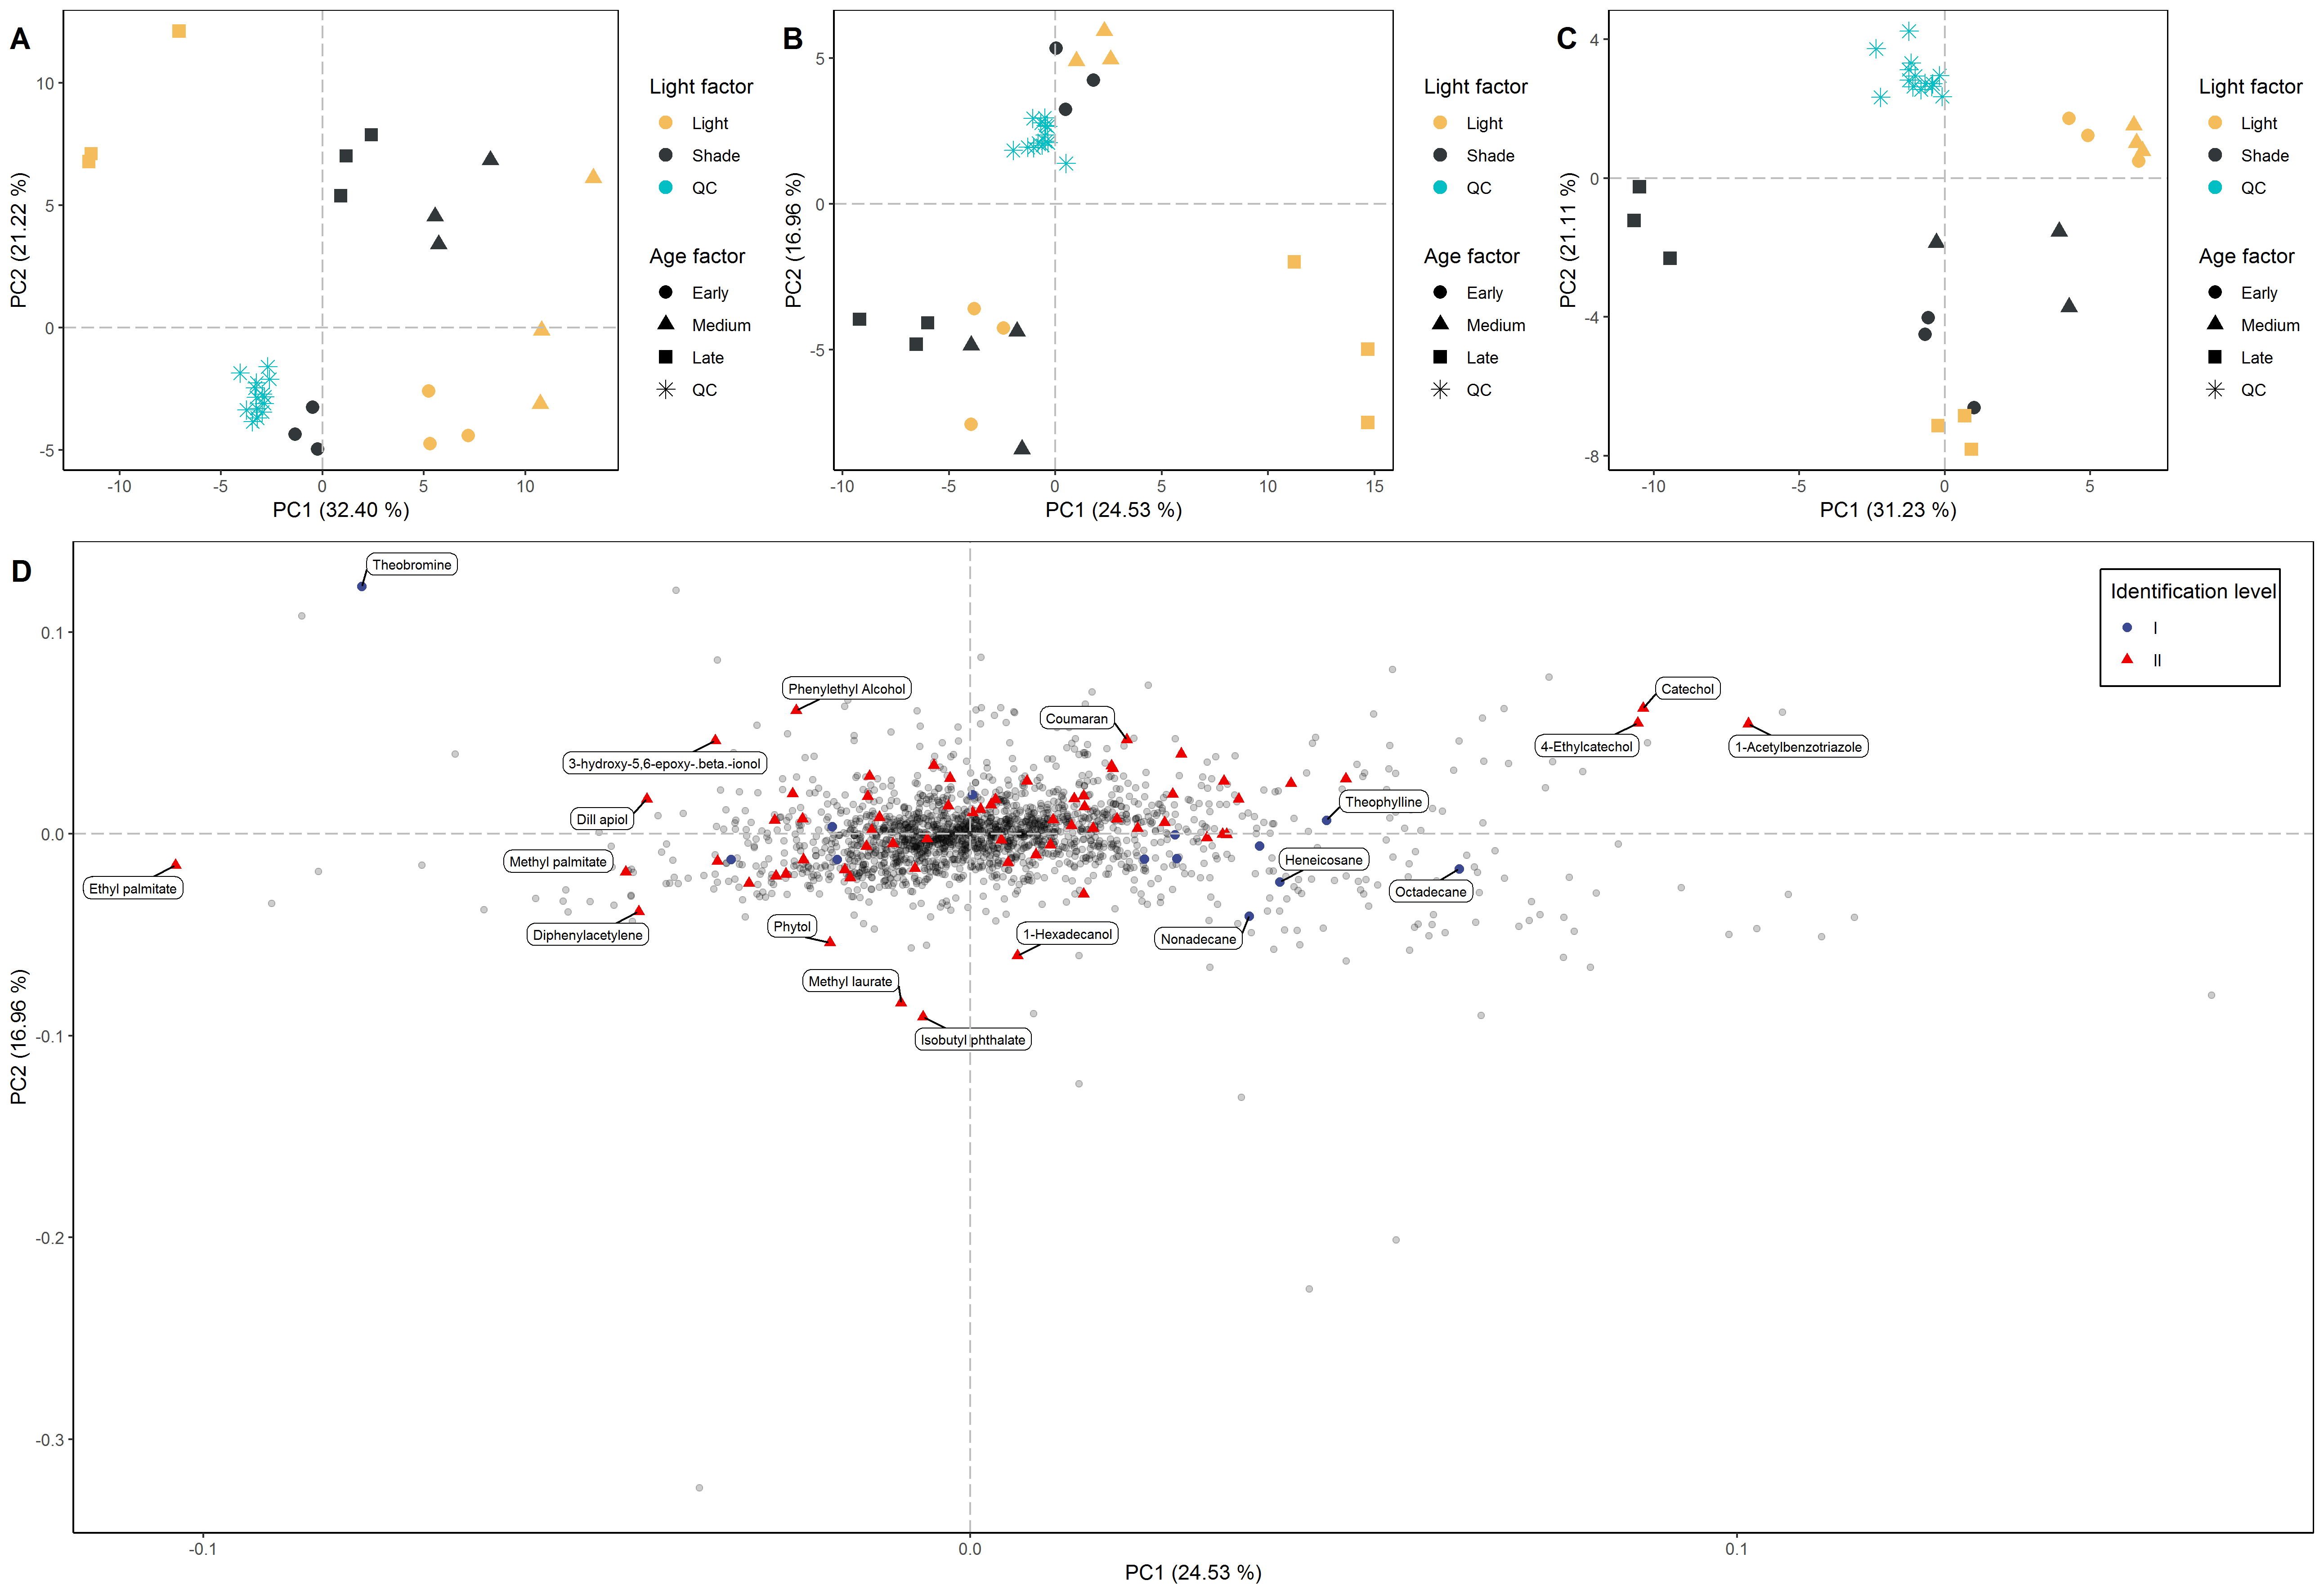 A
10
5
0
-5
-10
-5
0
5
10
PC1 (32.40 %)
PC2 (21.22 %)
Light factor
Light
Shade
QC
Age factor
Early
Medium
Late
QC
B
5
0
-5
-10
-5
0
5
10
15
PC1 (24.53 %)
PC2 (16.96 %)
Light factor
Light
Shade
QC
Age factor
Early
Medium
Late
QC
C
4
0
-4
-8
-10
-5
0
5
PC1 (31.23 %)
PC2 (21.11 %)
Light factor
Light
Shade
QC
Age factor
Early
Medium
Late
QC
D
Theobromine
Identification level
I
II
Phenylethyl Alcohol
Catechol
Coumaran
4-Ethylcatechol
1-Acetylbenzotriazole
3-hydroxy-5,6-epoxy-.beta.-ionol
Theophylline
Dill apiol
Methyl palmitate
Heneicosane
Ethyl palmitate
Octadecane
Phytol
1-Hexadecanol
Diphenylacetylene
Nonadecane
Methyl laurate
Isobutyl phthalate
0.1
0.0
-0.1
-0.2
-0.3
PC2 (16.96 %)
-0.1
0.0
0.1
PC1 (24.53 %)